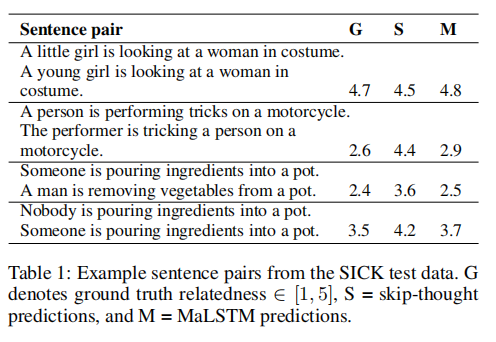 Sentence pair G S M
A little girl is looking at a woman in costume.
A young girl is looking at a woman in
costume. 4.7 4.5 4.8
A person is performing tricks on a motorcycle.
The performer is tricking a person on a
motorcycle. 2.6 4.4 2.9
Someone is pouring ingredients into a pot.
A man is removing vegetables from a pot. 2.4 3.6 2.5
Nobody is pouring ingredients into a pot.
Someone is pouring ingredients into a pot. 3.5 4.2 3.7
Table 1: Example sentence pairs from the SICK test data. G
denotes ground truth relatedness ∈ [1, 5], S = skip-thought
predictions, and M = MaLSTM predictions.